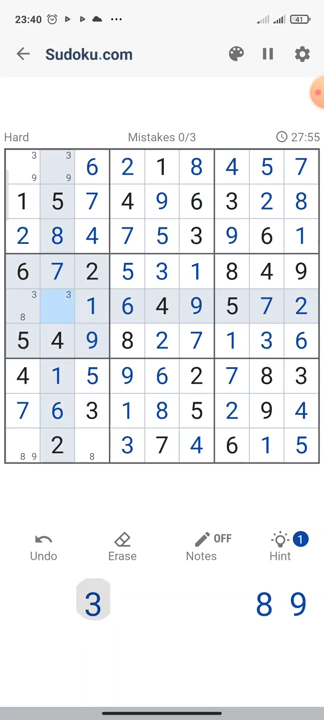 23:40
41
Sudoku.com
Hard Mistakes 0/3 27:55
3 9 3 9 6 2 1 8 4 5 7
1 5 7 4 9 6 3 2 8
2 8 4 7 5 3 9 6 1
6 7 2 5 3 1 8 4 9
3 8 3 1 6 4 9 5 7 2
5 4 9 8 2 7 1 3 6
4 1 5 9 6 2 7 8 3
7 6 3 1 8 5 2 9 4
8 9 2 8 3 7 4 6 1 5
OFF 1
Undo Erase Notes Hint
3 8 9